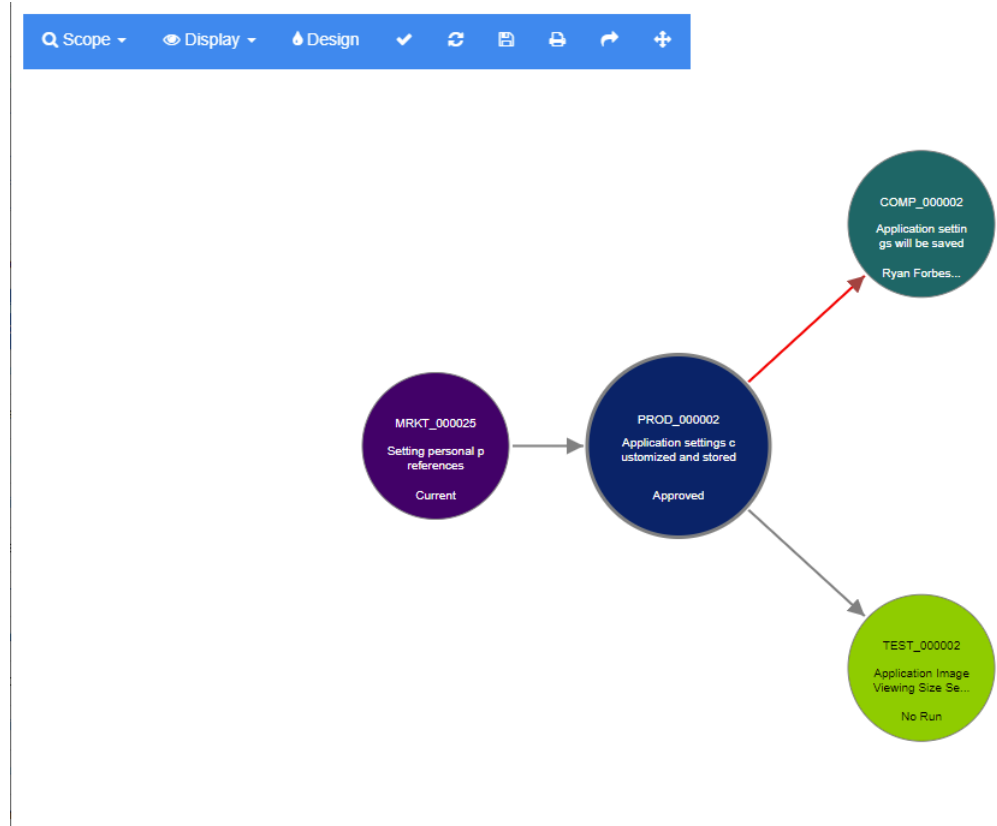 Scope Display Design
COMP_000002
Application settin
gs will be saved
Ryan Forbes...
MRKT_000025
Setting personal p
references
Current
PROD_000002
Application settings c
ustomized and stored
Approved
TEST_000002
Application Image
Viewing Size Se...
No Run